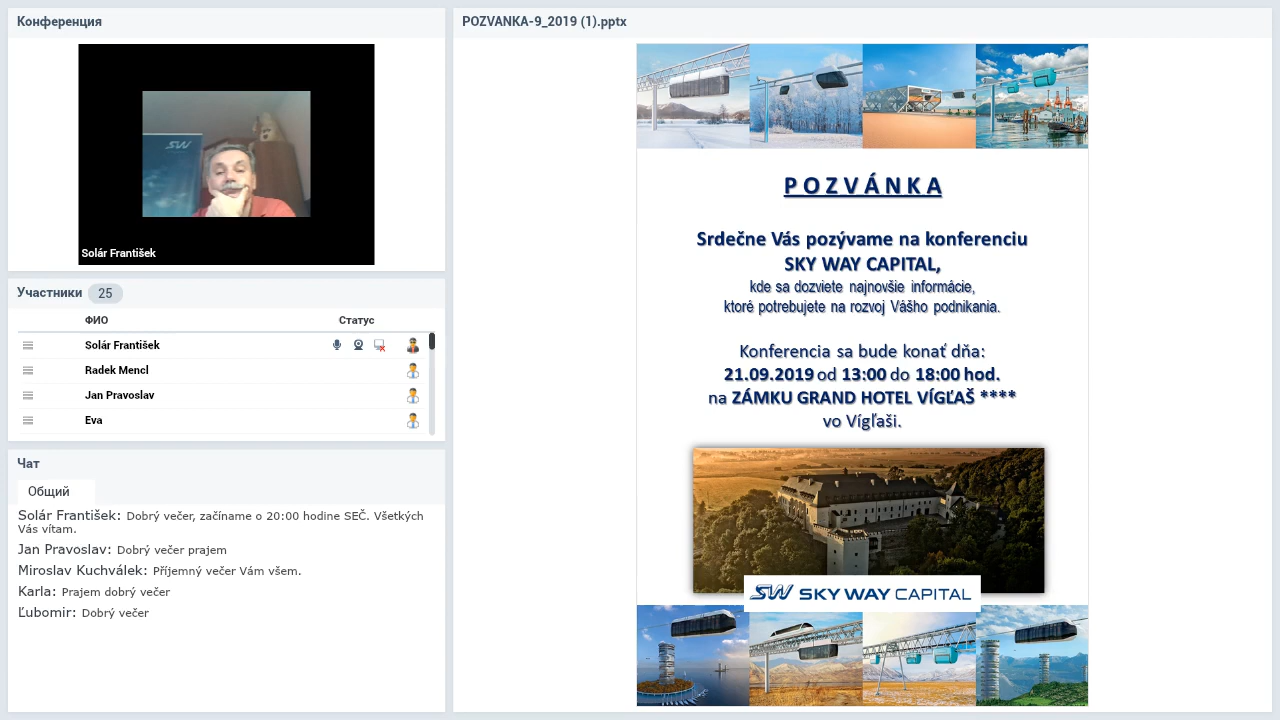 Конференция
SW
Solár František
Участники 25
ФИО Статус
Solár František
Radek Mencl
Jan Pravoslav
Eva
Чат
Общий
Solár František: Dobrý večer, začíname o 20:00 hodine SEČ. Všetkých
Vás vítam.
Jan Pravoslav: Dobrý večer prajem
Miroslav Kuchválek: Příjemný večer Vám všem.
Karla: Prajem dobrý večer
Ľubomir: Dobrý večer
POZVANKA-9_2019 (1).pptx
P O Z V Á N K A
Srdečne Vás pozývame na konferenciu
SKY WAY CAPITAL,
kde sa dozviete najnovšie informácie,
ktoré potrebujete na rozvoj Vášho podnikania.
Konferencia sa bude konať dňa:
21.09.2019 od 13:00 do 18:00 hod.
na ZÁMKU GRAND HOTEL VÍGĽAŠ ****
vo Vígľaši.
SW SKY WAY CAPITAL